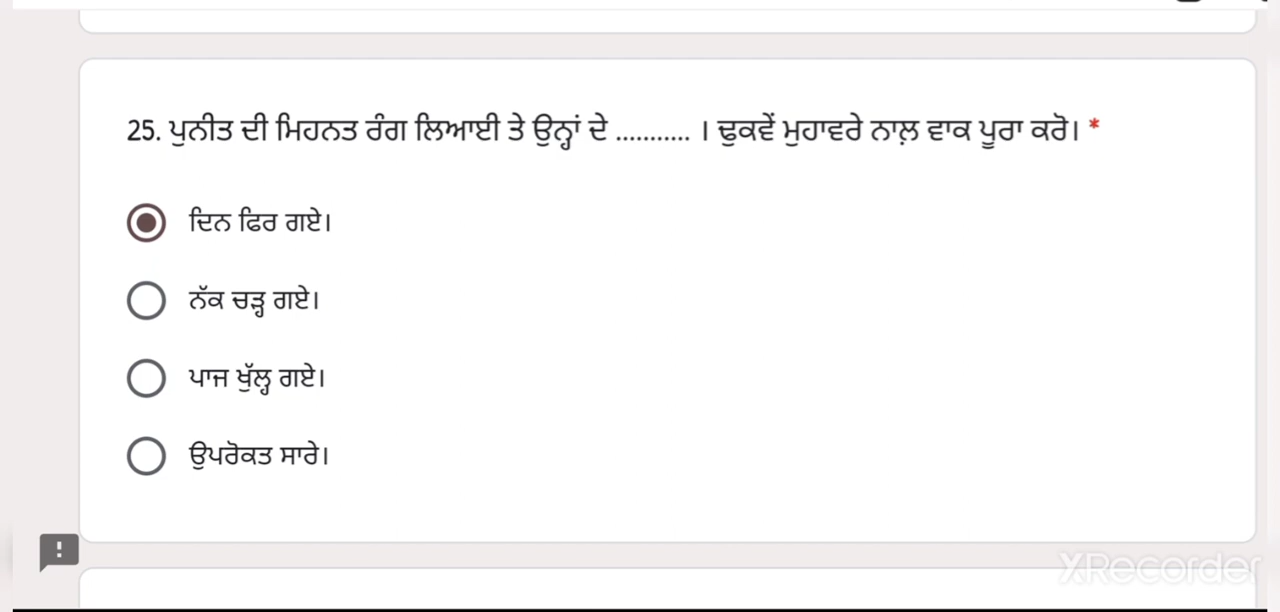 25. ਪੁਨੀਤ ਦੀ ਮਿਹਨਤ ਰੰਗ ਲਿਆਈ ਤੇ ਉਨ੍ਹਾਂ ਦੇ ........... । ਢੁਕਵੇਂ ਮੁਹਾਵਰੇ ਨਾਲ਼ ਵਾਕ ਪੂਰਾ ਕਰੋ। *
ਦਿਨ ਫਿਰ ਗਏ।
ਨੱਕ ਚੜ੍ਹ ਗਏ।
ਪਾਜ ਖੁੱਲ੍ਹ ਗਏ।
ਉਪਰੋਕਤ ਸਾਰੇ।
XRecorder